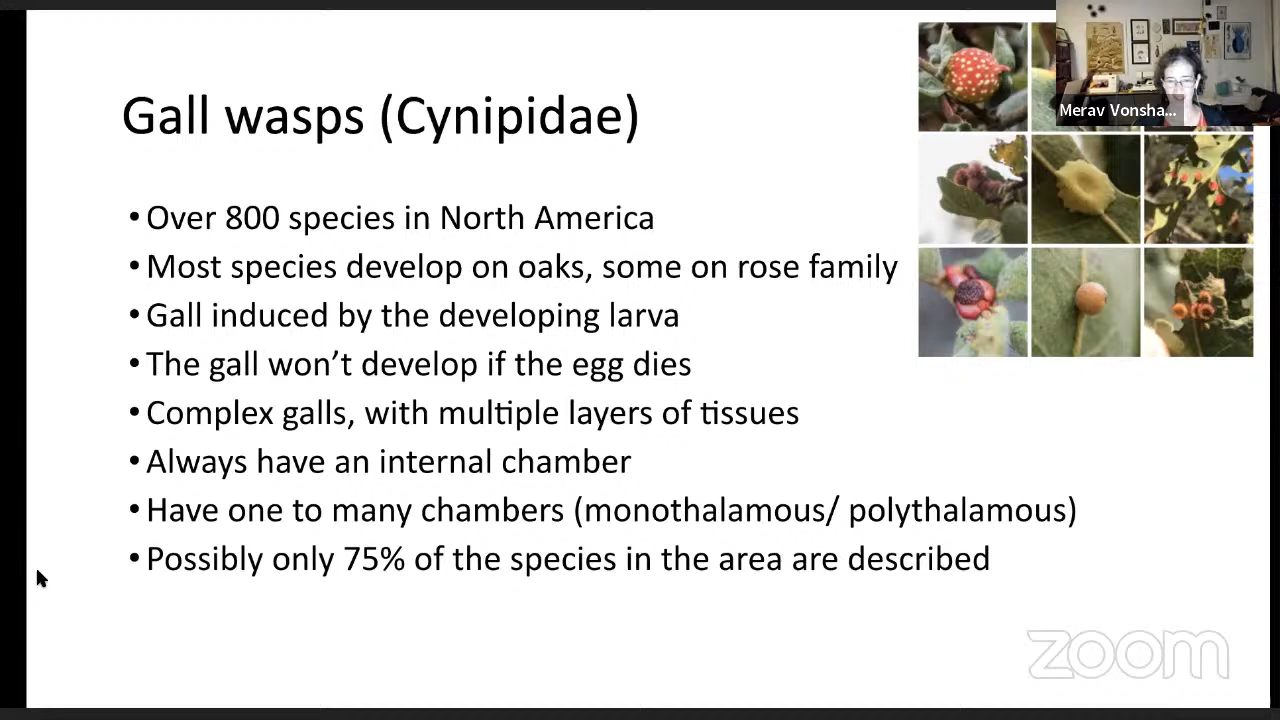 Gall wasps (Cynipidae)
Merav Vonsha...
• Over 800 species in North America
• Most species develop on oaks, some on rose family
• Gall induced by the developing larva
• The gall won’t develop if the egg dies
• Complex galls, with multiple layers of tissues
• Always have an internal chamber
• Have one to many chambers (monothalamous/ polythalamous)
• Possibly only 75% of the species in the area are described
zoom